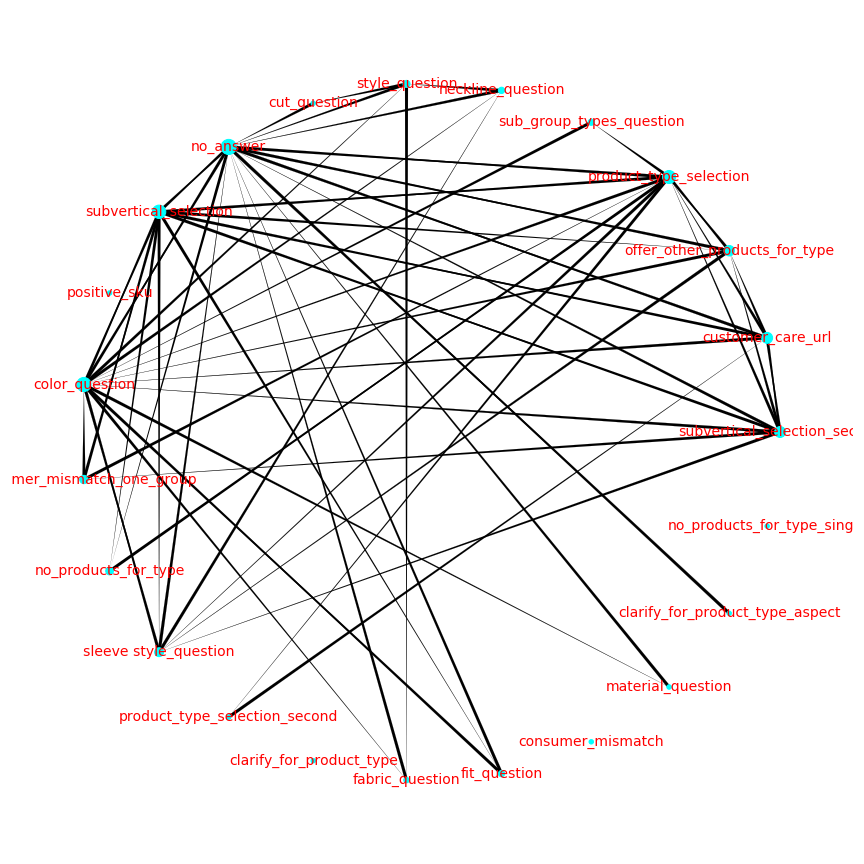 style_question
neckline_question
cut_question
sub_group_types_question
no_answer
product_type_selection
subvertical_selection
offer_other_products_for_type
positive_sku
customer_care_url
color_question
subvertical_selection_sec
mer_mismatch_one_group
no_products_for_type_sing
no_products_for_type
clarify_for_product_type_aspect
sleeve style_question
material_question
product_type_selection_second
consumer_mismatch
clarify_for_product_type
fit_question
fabric_question